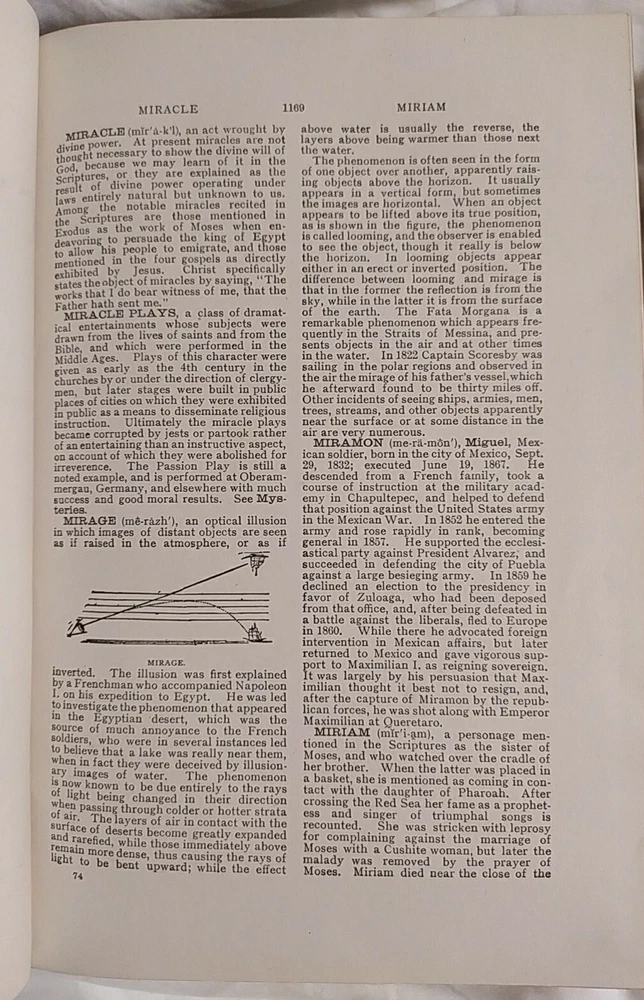 MIRACLE 1169 MIRIAM
MIRACLE (mĭr'á-k'l), an act wrought by
divine power. At present miracles are not
thought necessary to show the divine will of
God, because we may learn of it in the
Scriptures, or they are explained as the
result of divine power operating under
laws entirely natural but unknown to us.
Among the notable miracles recited in
the Scriptures are those mentioned in
Exodus as the work of Moses when en-
deavoring to persuade the king of Egypt
to allow his people to emigrate, and those
mentioned in the four gospels as directly
exhibited by Jesus. Christ specifically
states the object of miracles by saying, "The
works that I do bear witness of me, that the
Father hath sent me."
MIRACLE PLAYS, a class of dramat-
ical entertainments whose subjects were
drawn from the lives of saints and from the
Bible, and which were performed in the
Middle Ages. Plays of this character were
given as early as the 4th century in the
churches by or under the direction of clergy-
men, but later stages were built in public
places of cities on which they were exhibited
in public as a means to disseminate religious
instruction. Ultimately the miracle plays
became corrupted by jests or partook rather
of an entertaining than an instructive aspect,
on account of which they were abolished for
irreverence. The Passion Play is still a
noted example, and is performed at Oberam-
mergau, Germany, and elsewhere with much
success and good moral results. See Mys-
teries.
MIRAGE (mê-räzh'), an optical illusion
in which images of distant objects are seen
as if raised in the atmosphere, or as if
MIRAGE.
inverted. The illusion was first explained
by a Frenchman who accompanied Napoleon
I. on his expedition to Egypt. He was led
to investigate the phenomenon that appeared
in the Egyptian desert, which was the
source of much annoyance to the French
soldiers, who were in several instances led
to believe that a lake was really near them,
when in fact they were deceived by illusion-
ary images of water. The phenomenon
is now known to be due entirely to the rays
of light being changed in their direction
when passing through colder or hotter strata
of air. The layers of air in contact with the
surface of deserts become greatly expanded
and rarefied, while those immediately above
remain more dense, thus causing the rays of
light to be bent upward; while the effect
74
above water is usually the reverse, the
layers above being warmer than those next
the water.
The phenomenon is often seen in the form
of one object over another, apparently rais-
ing objects above the horizon. It usually
appears in a vertical form, but sometimes
the images are horizontal. When an object
appears to be lifted above its true position,
as is shown in the figure, the phenomenon
is called looming, and the observer is enabled
to see the object, though it really is below
the horizon. In looming objects appear
either in an erect or inverted position. The
difference between looming and mirage is
that in the former the reflection is from the
sky, while in the latter it is from the surface
of the earth. The Fata Morgana is a
remarkable phenomenon which appears fre-
quently in the Straits of Messina, and pre-
sents objects in the air and at other times
in the water. In 1822 Captain Scoresby was
sailing in the polar regions and observed in
the air the mirage of his father's vessel, which
he afterward found to be thirty miles off.
Other incidents of seeing ships, armies, men,
trees, streams, and other objects apparently
near the surface or at some distance in the
air are very numerous.
MIRAMON (me-rä-mōn'), Miguel, Mex-
ican soldier, born in the city of Mexico, Sept.
29, 1832; executed June 19, 1867. He
descended from a French family, took a
course of instruction at the military acad-
emy in Chapultepec, and helped to defend
that position against the United States army
in the Mexican War. In 1852 he entered the
army and rose rapidly in rank, becoming
general in 1857. He supported the ecclesi-
astical party against President Alvarez, and
succeeded in defending the city of Puebla
against a large besieging army. In 1859 he
declined an election to the presidency in
favor of Zuloaga, who had been deposed
from that office, and, after being defeated in
a battle against the liberals, fled to Europe
in 1860. While there he advocated foreign
intervention in Mexican affairs, but later
returned to Mexico and gave vigorous sup-
port to Maximilian I. as reigning sovereign.
It was largely by his persuasion that Max-
imilian thought it best not to resign, and,
after the capture of Miramon by the repub-
lican forces, he was shot along with Emperor
Maximilian at Queretaro.
MIRIAM (mĭr'i-ạm), a personage men-
tioned in the Scriptures as the sister of
Moses, and who watched over the cradle of
her brother. When the latter was placed in
a basket, she is mentioned as coming in con-
tact with the daughter of Pharoah. After
crossing the Red Sea her fame as a prophet-
ess and singer of triumphal songs is
recounted. She was stricken with leprosy
for complaining against the marriage of
Moses with a Cushite woman, but later the
malady was removed by the prayer of
Moses. Miriam died near the close of the